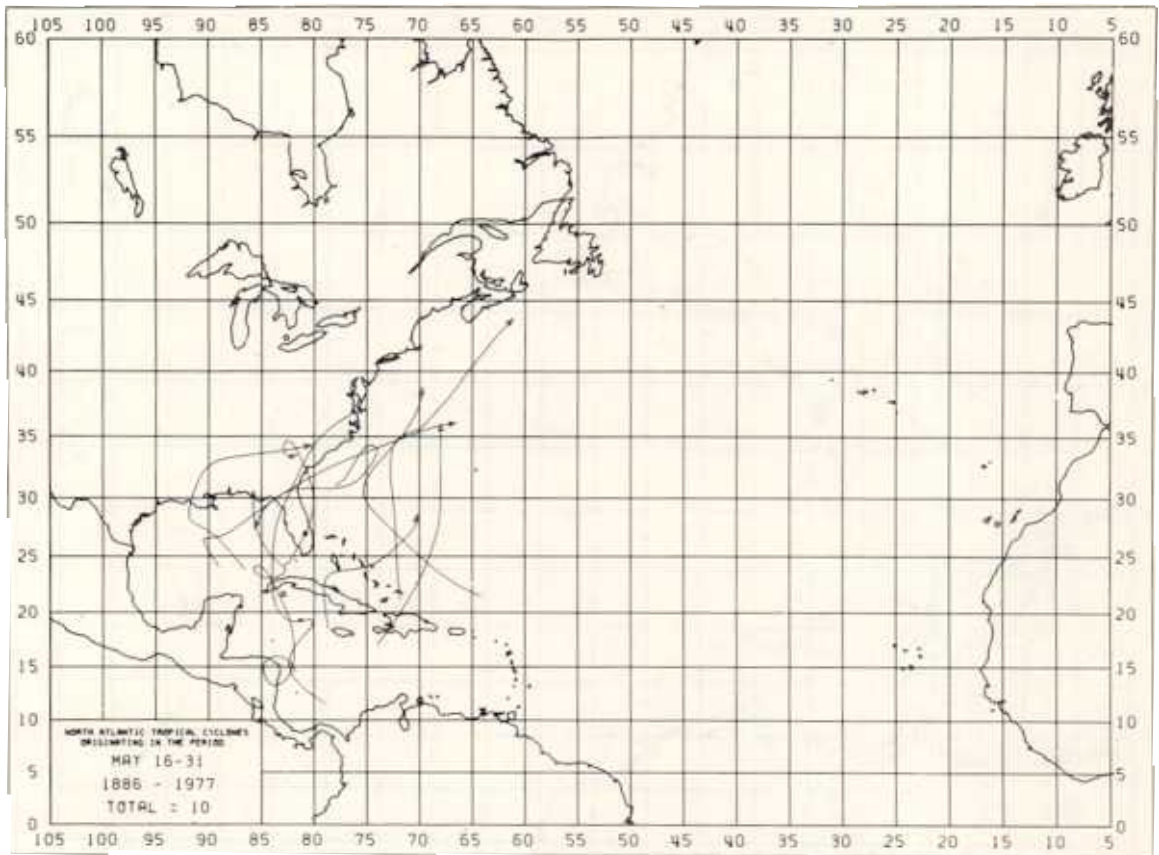 105 100 95 90 85 80 75 70 65 60 55 50 45 40 35 30 25 20 15 10 5
60 60
55 55
50 50
45 45
40 40
35 35
30 30
25 25
20 20
15 15
10 10
NORTH ATLANTIC TROPICAL CYCLONES
ORIGINATING IN THE PERIOD
MAY 16-31
5 5
1886 - 1977
TOTAL = 10
0 0
105 100 95 90 85 80 75 70 65 60 55 50 45 40 35 30 25 20 15 10 5